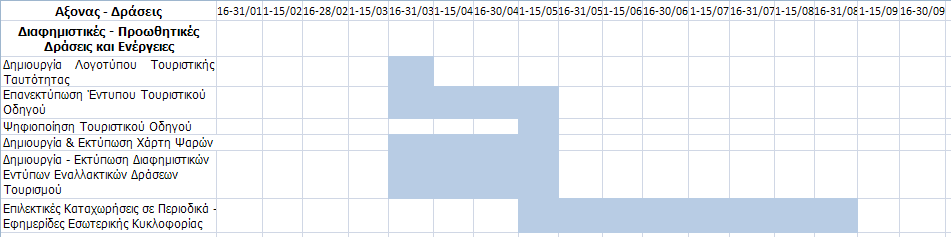 Αξονας - Δράσεις 16-31/01 1-15/02 16-28/02 1-15/03 16-31/03 1-15/04 16-30/04 1-15/05 16-31/05 1-15/06 16-30/06 1-15/07 16-31/07 1-15/08 16-31/08 1-15/09 16-30/09
Διαφημιστικές - Προωθητικές
Δράσεις και Ενέργειες
Δημιουργία Λογοτύπου Τουριστικής
Ταυτότητας
Επανεκτύπωση Έντυπου Τουριστικού
Οδηγού
Ψηφιοποίηση Τουριστικού Οδηγού
Δημιουργία & Εκτύπωση Χάρτη Ψαρών
Δημιουργία - Εκτύπωση Διαφημιστικών
Εντύπων Εναλλακτικών Δράσεων
Τουρισμού
Επιλεκτικές Καταχωρήσεις σε Περιοδικά -
Εφημερίδες Εσωτερικής Κυκλοφορίας